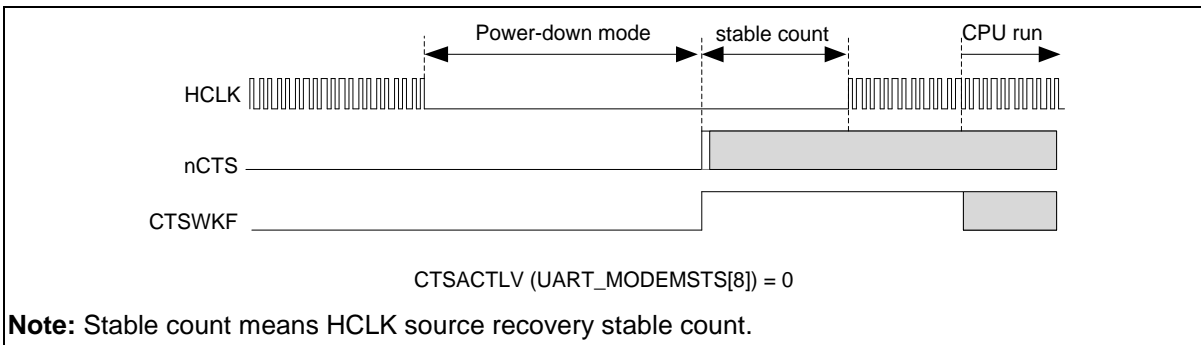 Power-down mode stable count CPU run
HCLK
nCTS
CTSWKF
CTSACTLV (UART_MODEMSTS[8]) = 0
Note: Stable count means HCLK source recovery stable count.